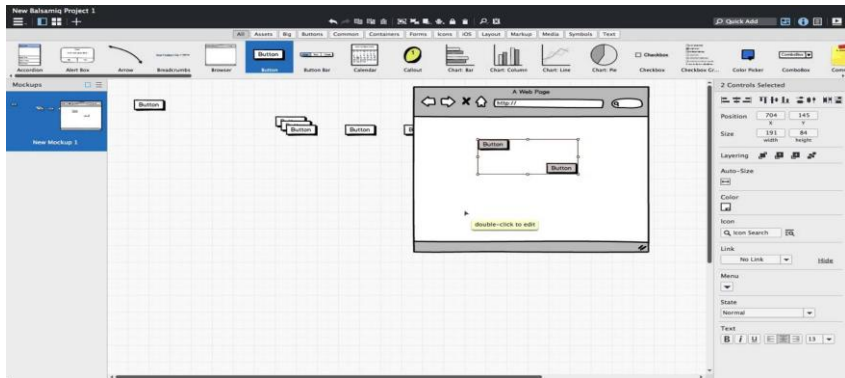 New Balsamiq Project 1
Quick Add
All Assets Big Buttons Common Containers Forms Icons iOS Layout Markup Media Symbols Text
Button
ComboBox
Checkbox
Accordion Alert Box Arrow Breadcrumbs Browser Button Button Bar Calendar Callout Chart: Bar Chart: Column Chart: Line Chart: Pie Checkbox Checkbox Gr... Color Picker ComboBox
Mockups
New Mockup 1
Button
Button
Button
A Web Page
http://
Button
Button
double-click to edit
2 Controls Selected
Position 704 145
X Y
Size 191 84
width height
Layering
Auto-Size
Color
Icon
Icon Search
Link
No Link Hide
Menu
State
Normal
Text
B I U 13